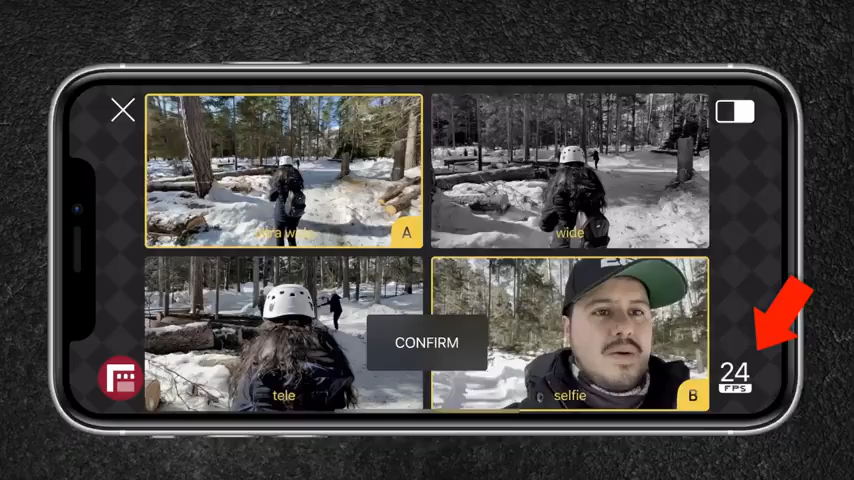 ultra wide
A
wide
CONFIRM
tele
selfie
B
24
FPS